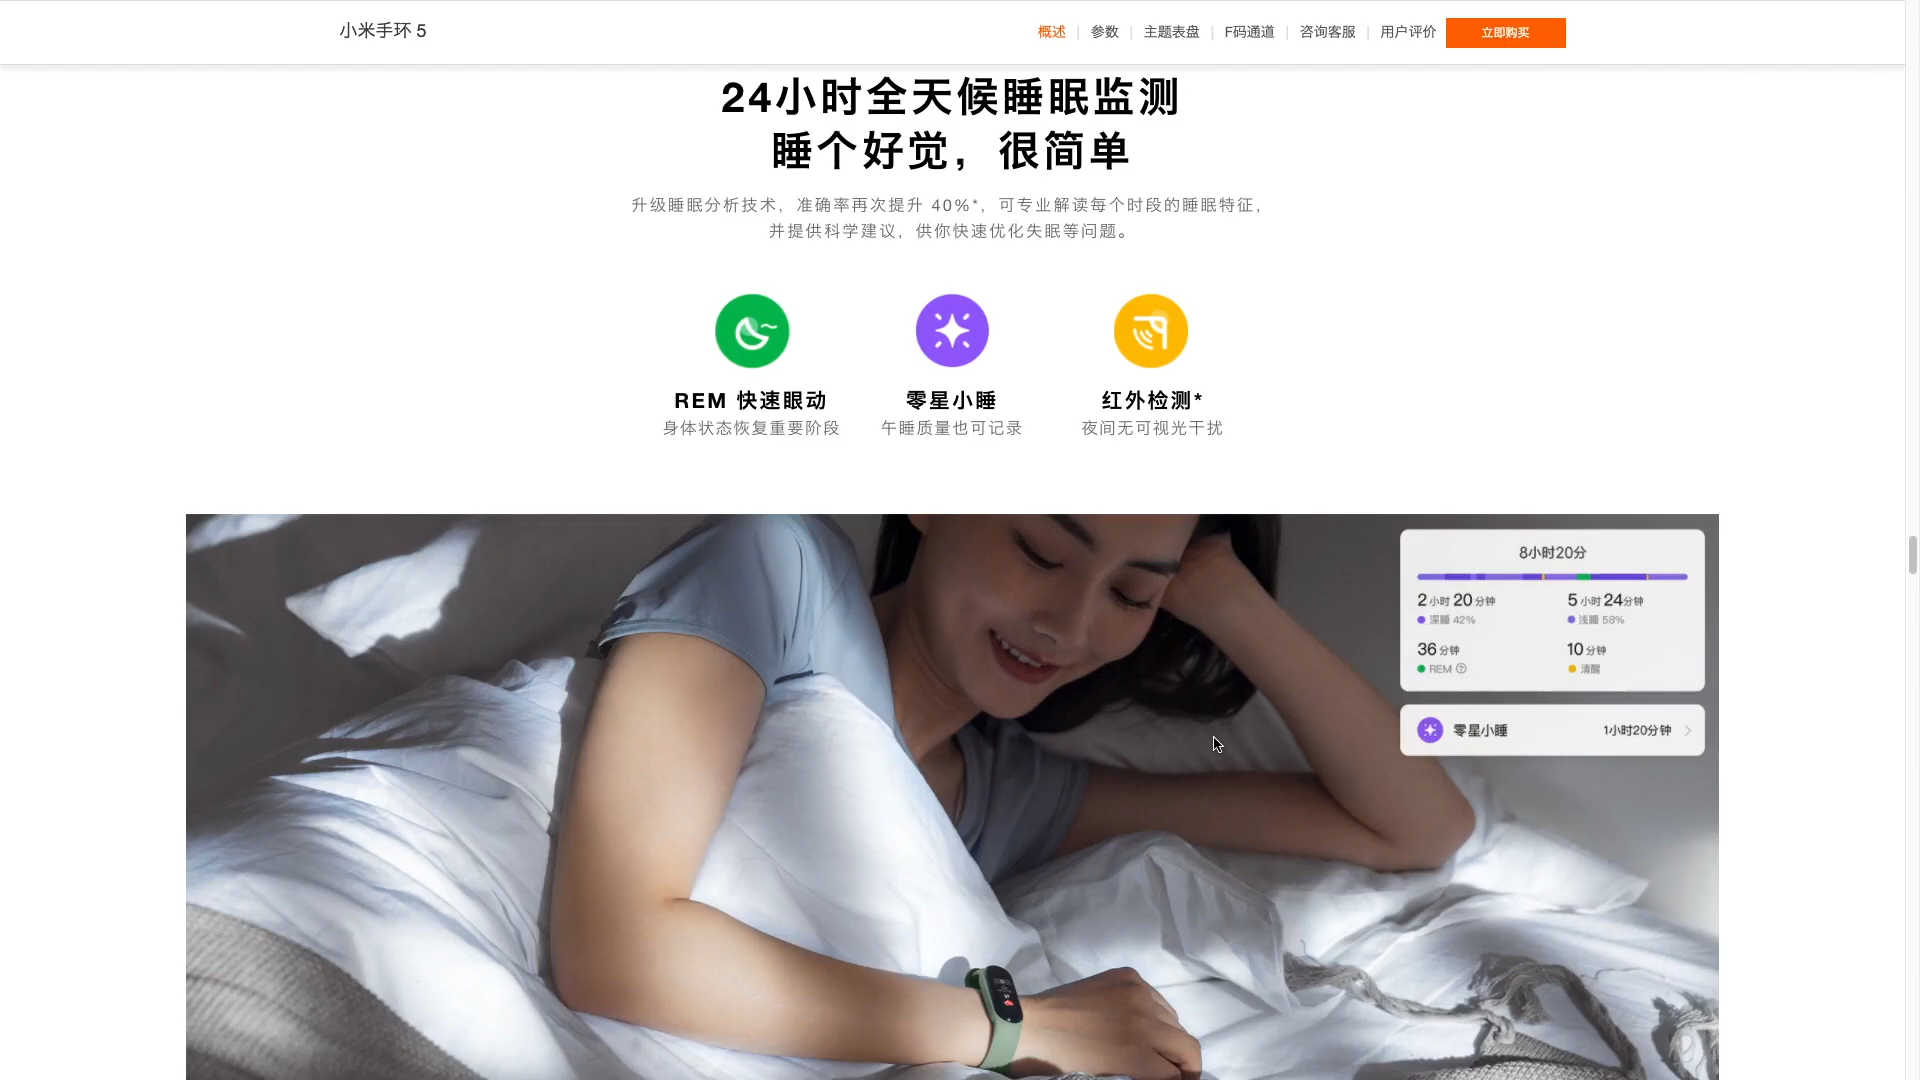 小米手环 5
概述 | 参数 | 主题表盘 | F码通道 | 咨询客服 | 用户评价 立即购买
24小时全天候睡眠监测
睡个好觉，很简单
升级睡眠分析技术，准确率再次提升 40%*，可专业解读每个时段的睡眠特征，
并提供科学建议，供你快速优化失眠等问题。
REM 快速眼动
身体状态恢复重要阶段
零星小睡
午睡质量也可记录
红外检测*
夜间无可视光干扰
8小时20分
2 小时 20 分钟
深睡 42%
5 小时 24分钟
浅睡 58%
36 分钟
REM
10 分钟
清醒
零星小睡 1小时20分钟